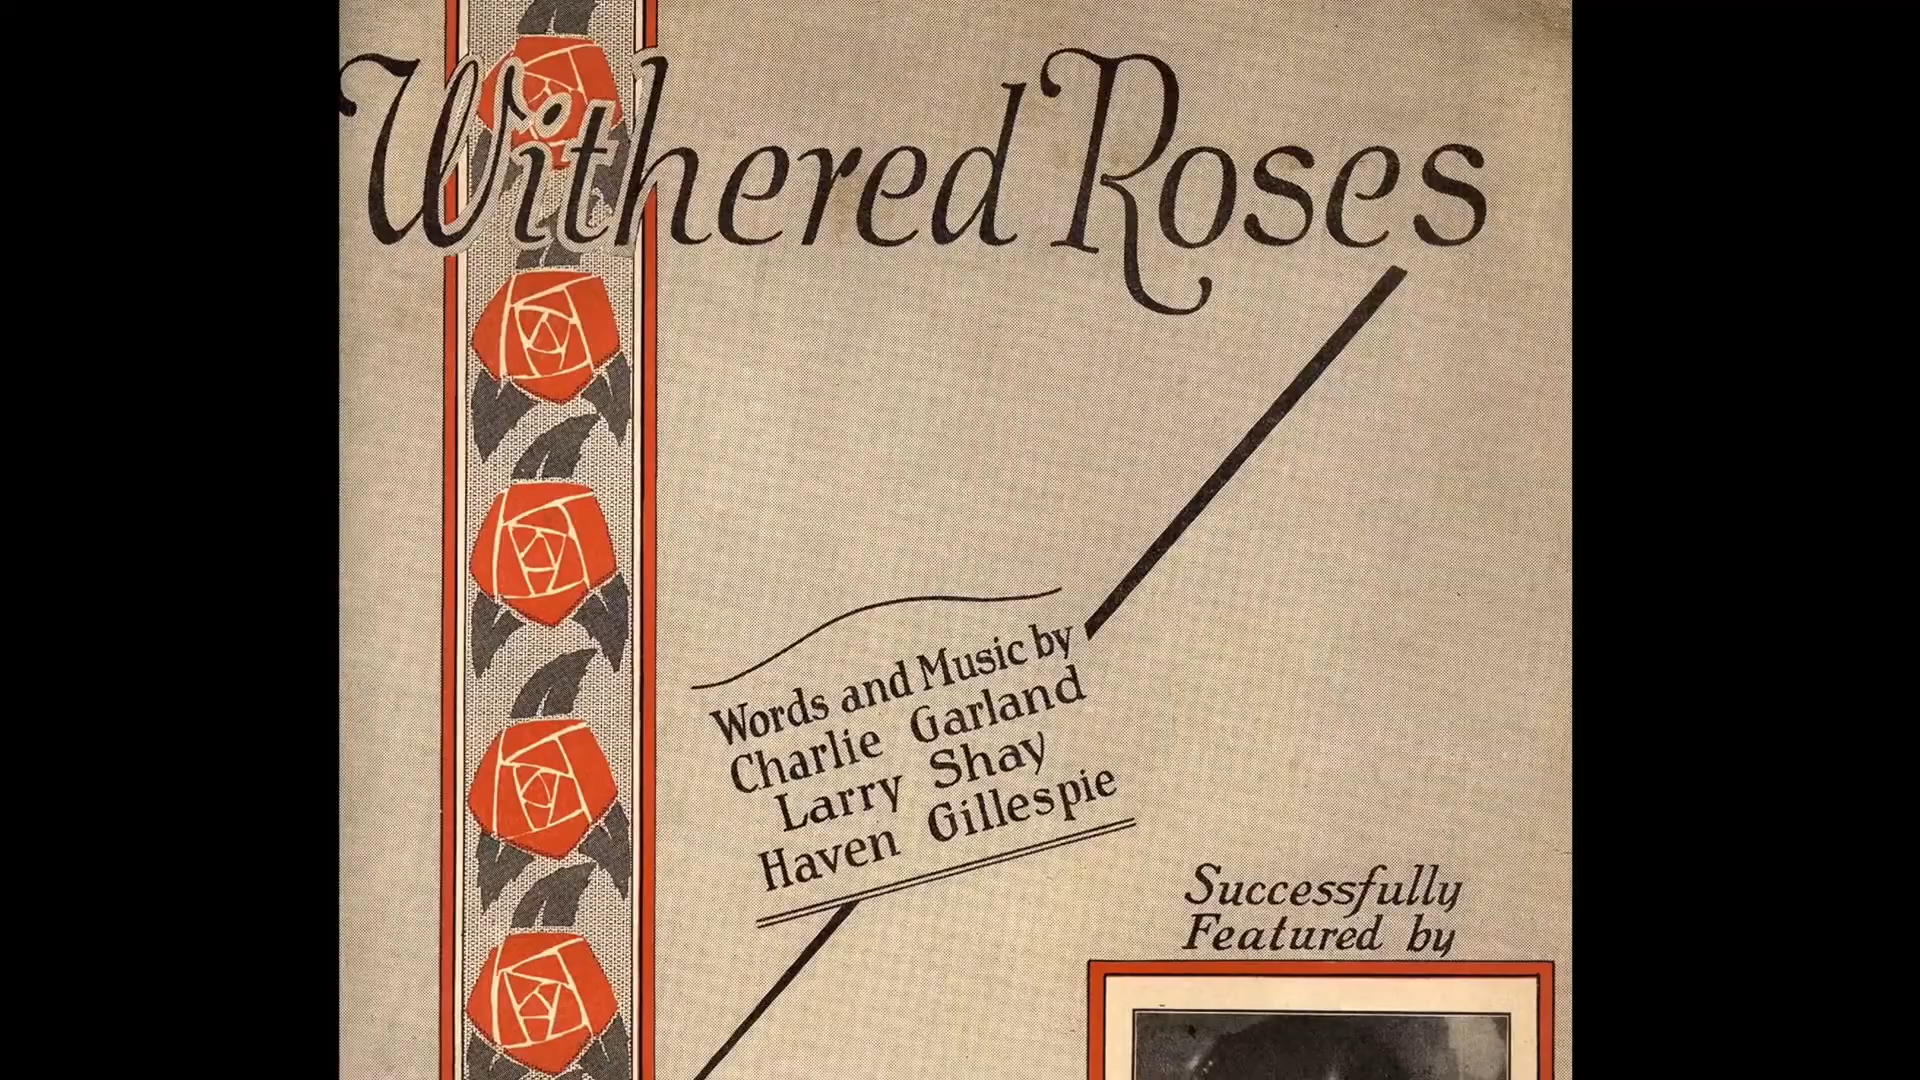 Withered Roses
Words and Music by
Charlie Garland
Larry Shay
Haven Gillespie
Successfully
Featured by